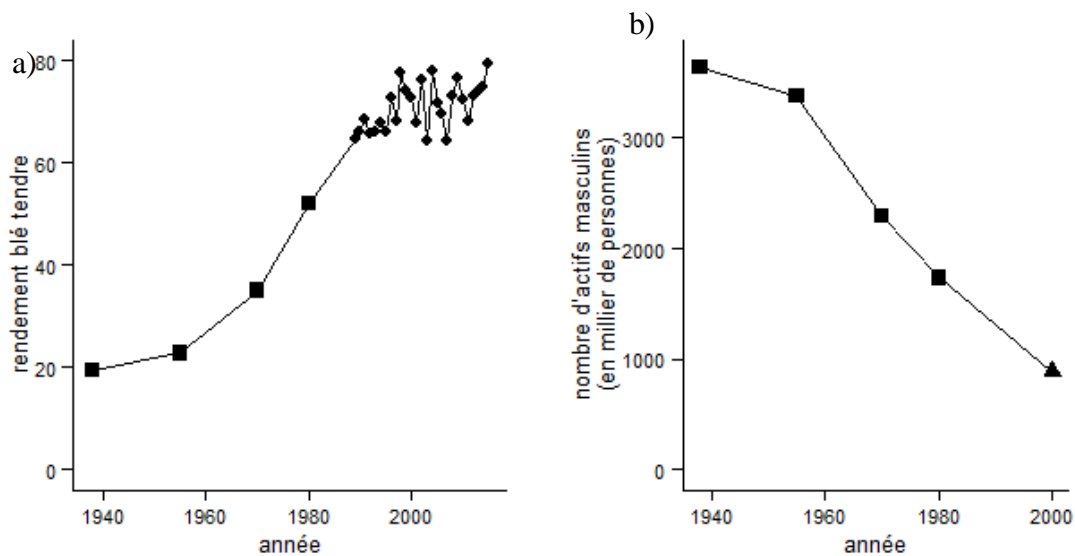 a)
80
60
40
20
0
rendement blé tendre
1940 1960 1980 2000
année
b)
3000
2000
1000
0
nombre d'actifs masculins
(en millier de personnes)
1940 1960 1980 2000
année